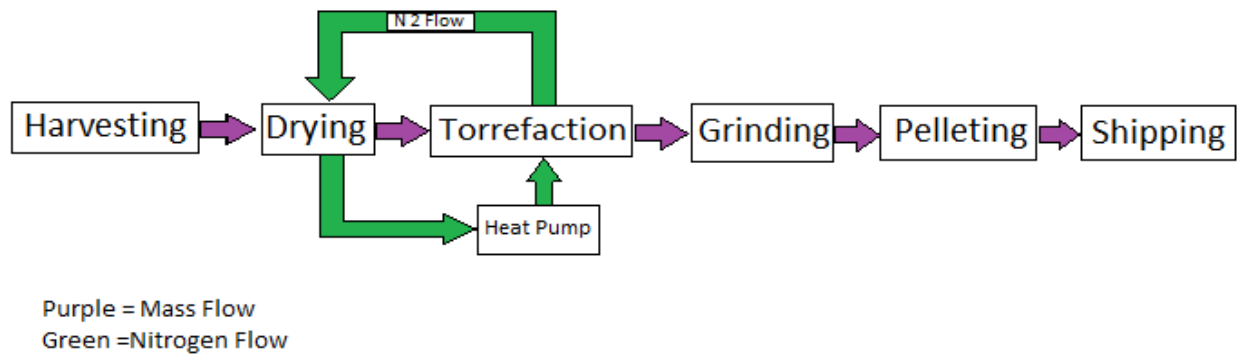 N 2 Flow
Harvesting
Drying
Torrefaction
Grinding
Pelleting
Shipping
Heat Pump
Purple = Mass Flow
Green =Nitrogen Flow